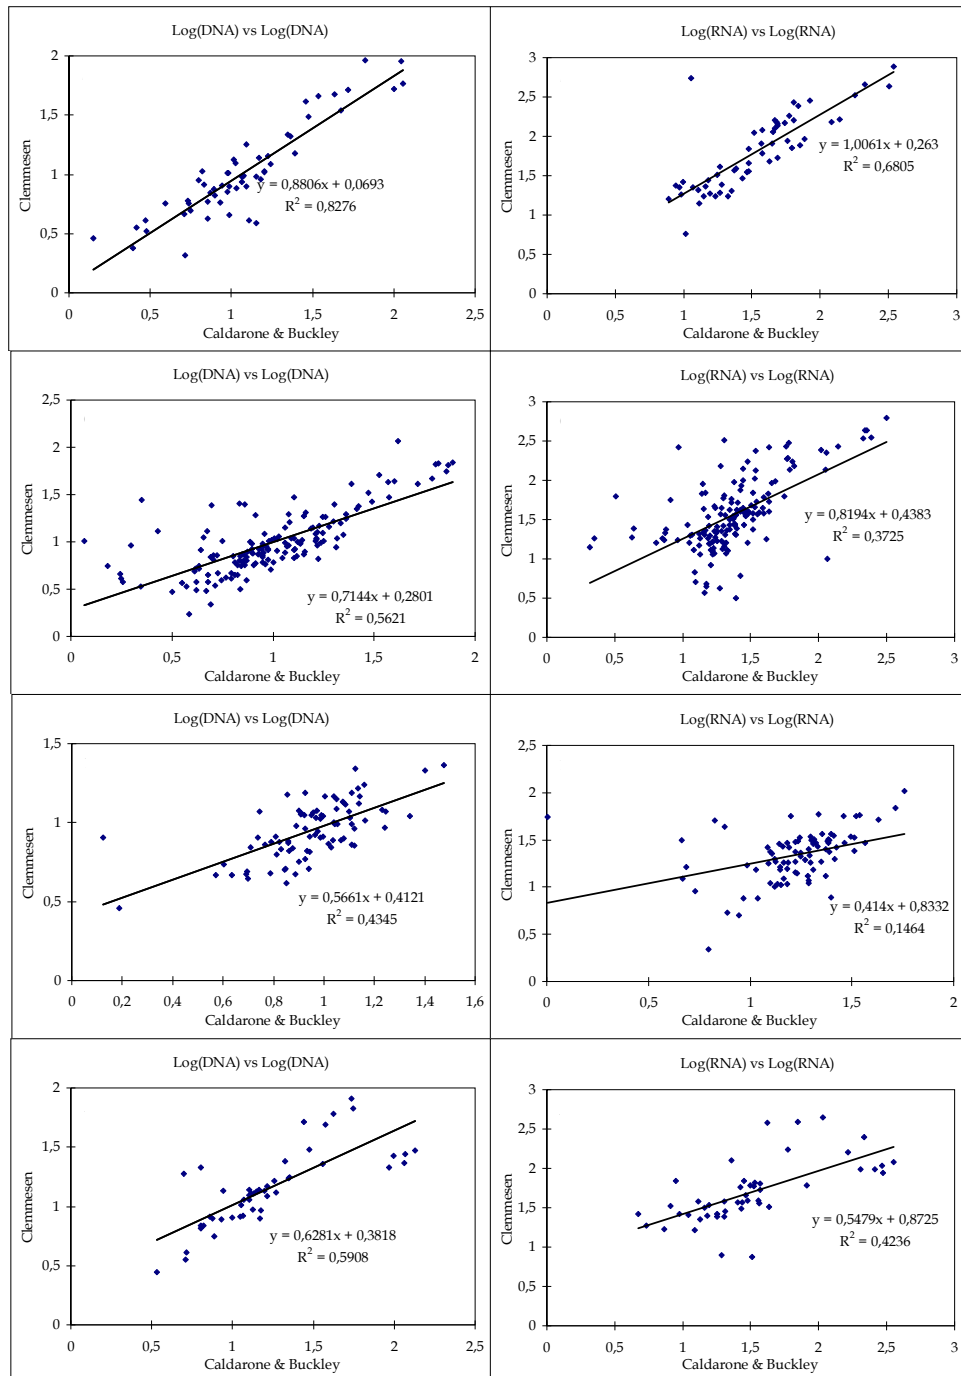 Log(DNA) vs Log(DNA)
2
1,5
1
0,5
0
Clemmesen
y = 0,8806x + 0,0693
R² = 0,8276
0 0,5 1 1,5 2 2,5
Caldarone & Buckley
Log(RNA) vs Log(RNA)
3
2,5
2
1,5
1
0,5
0
Clemmesen
y = 1,0061x + 0,263
R² = 0,6805
0 0,5 1 1,5 2 2,5 3
Caldarone & Buckley
Log(DNA) vs Log(DNA)
2,5
2
1,5
1
0,5
0
Clemmesen
y = 0,7144x + 0,2801
R² = 0,5621
0 0,5 1 1,5 2
Caldarone & Buckley
Log(RNA) vs Log(RNA)
3
2,5
2
1,5
1
0,5
0
Clemmesen
y = 0,8194x + 0,4383
R² = 0,3725
0 0,5 1 1,5 2 2,5 3
Caldarone & Buckley
Log(DNA) vs Log(DNA)
1,5
1
0,5
0
Clemmesen
y = 0,5661x + 0,4121
R² = 0,4345
0 0,2 0,4 0,6 0,8 1 1,2 1,4 1,6
Caldarone & Buckley
Log(RNA) vs Log(RNA)
2,5
2
1,5
1
0,5
0
Clemmesen
y = 0,414x + 0,8332
R² = 0,1464
0 0,5 1 1,5 2
Caldarone & Buckley
Log(DNA) vs Log(DNA)
2
1,5
1
0,5
0
Clemmesen
y = 0,6281x + 0,3818
R² = 0,5908
0 0,5 1 1,5 2 2,5
Caldarone & Buckley
Log(RNA) vs Log(RNA)
3
2,5
2
1,5
1
0,5
0
Clemmesen
y = 0,5479x + 0,8725
R² = 0,4236
0 0,5 1 1,5 2 2,5 3
Caldarone & Buckley